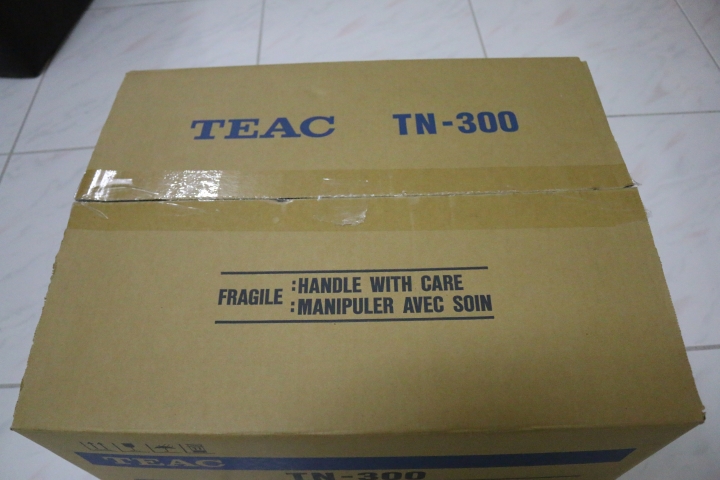 TEAC TN-300
FRAGILE :HANDLE WITH CARE
:MANIPULER AVEC SOIN
TEAC
TN-300